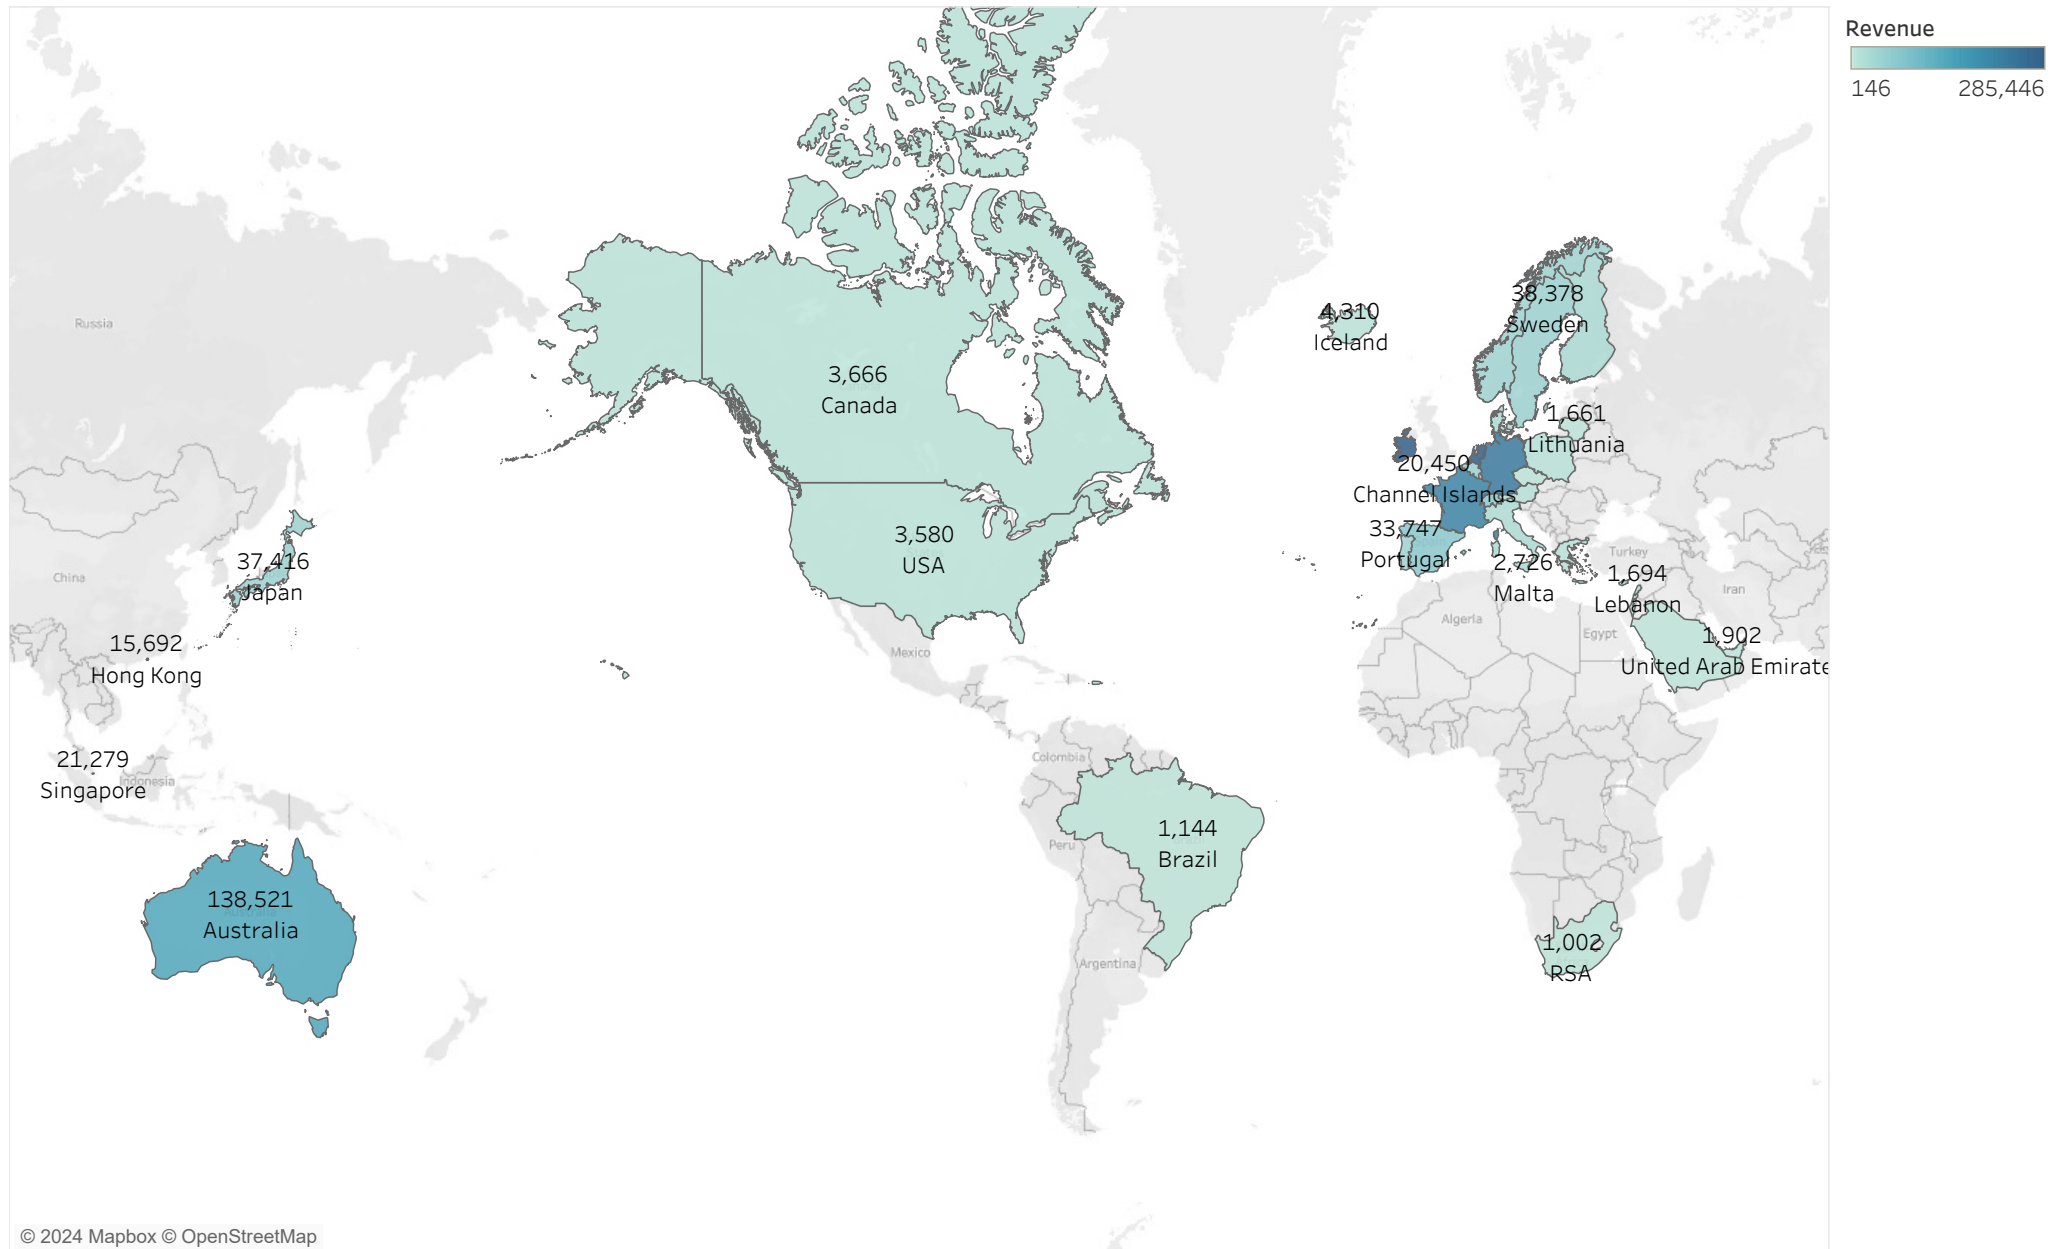 Revenue
146 285,446
Russia
38,378
Sweden
4,310
Iceland
3,666
Canada
1,661
Lithuania
20,450
Channel Islands
3,580
USA
33,747
Portugal
2,726
Malta
Turkey
1,694
Lebanon
Iran
37,416
Japan
China
Algeria
Egypt
1,902
United Arab Emirate
15,692
Hong Kong
Mexico
21,279
Singapore
Indonesia
Colombia
1,144
Brazil
Peru
138,521
Australia
Australia
1,002
RSA
Argentina
© 2024 Mapbox © OpenStreetMap